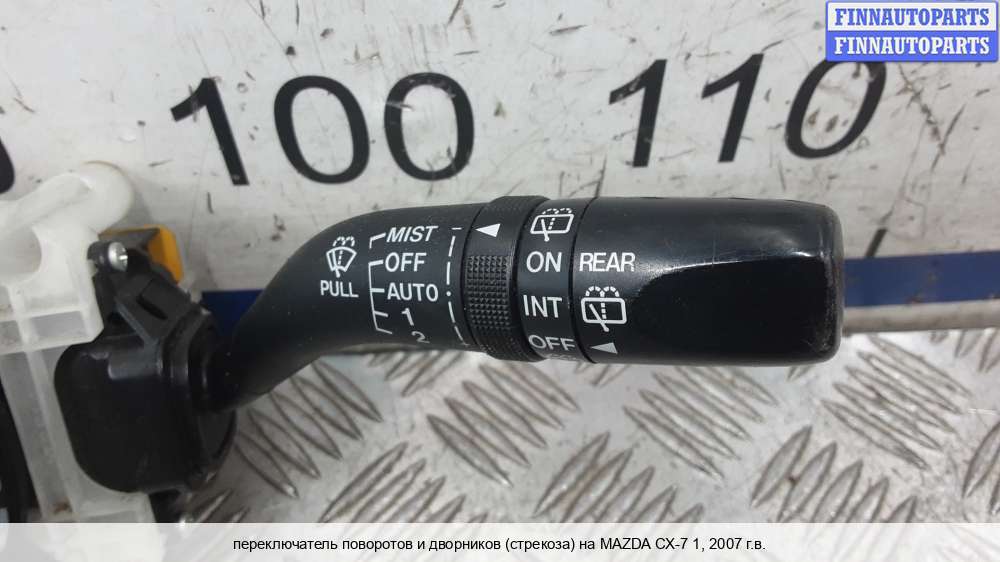 FINNAUTOPARTS
FINNAUTOPARTS
100 110
MIST
OFF
AUTO
1
2
PULL
ON
INT
OFF
REAR
переключатель поворотов и дворников (стрекоза) на MAZDA CX-7 1, 2007 г.в.